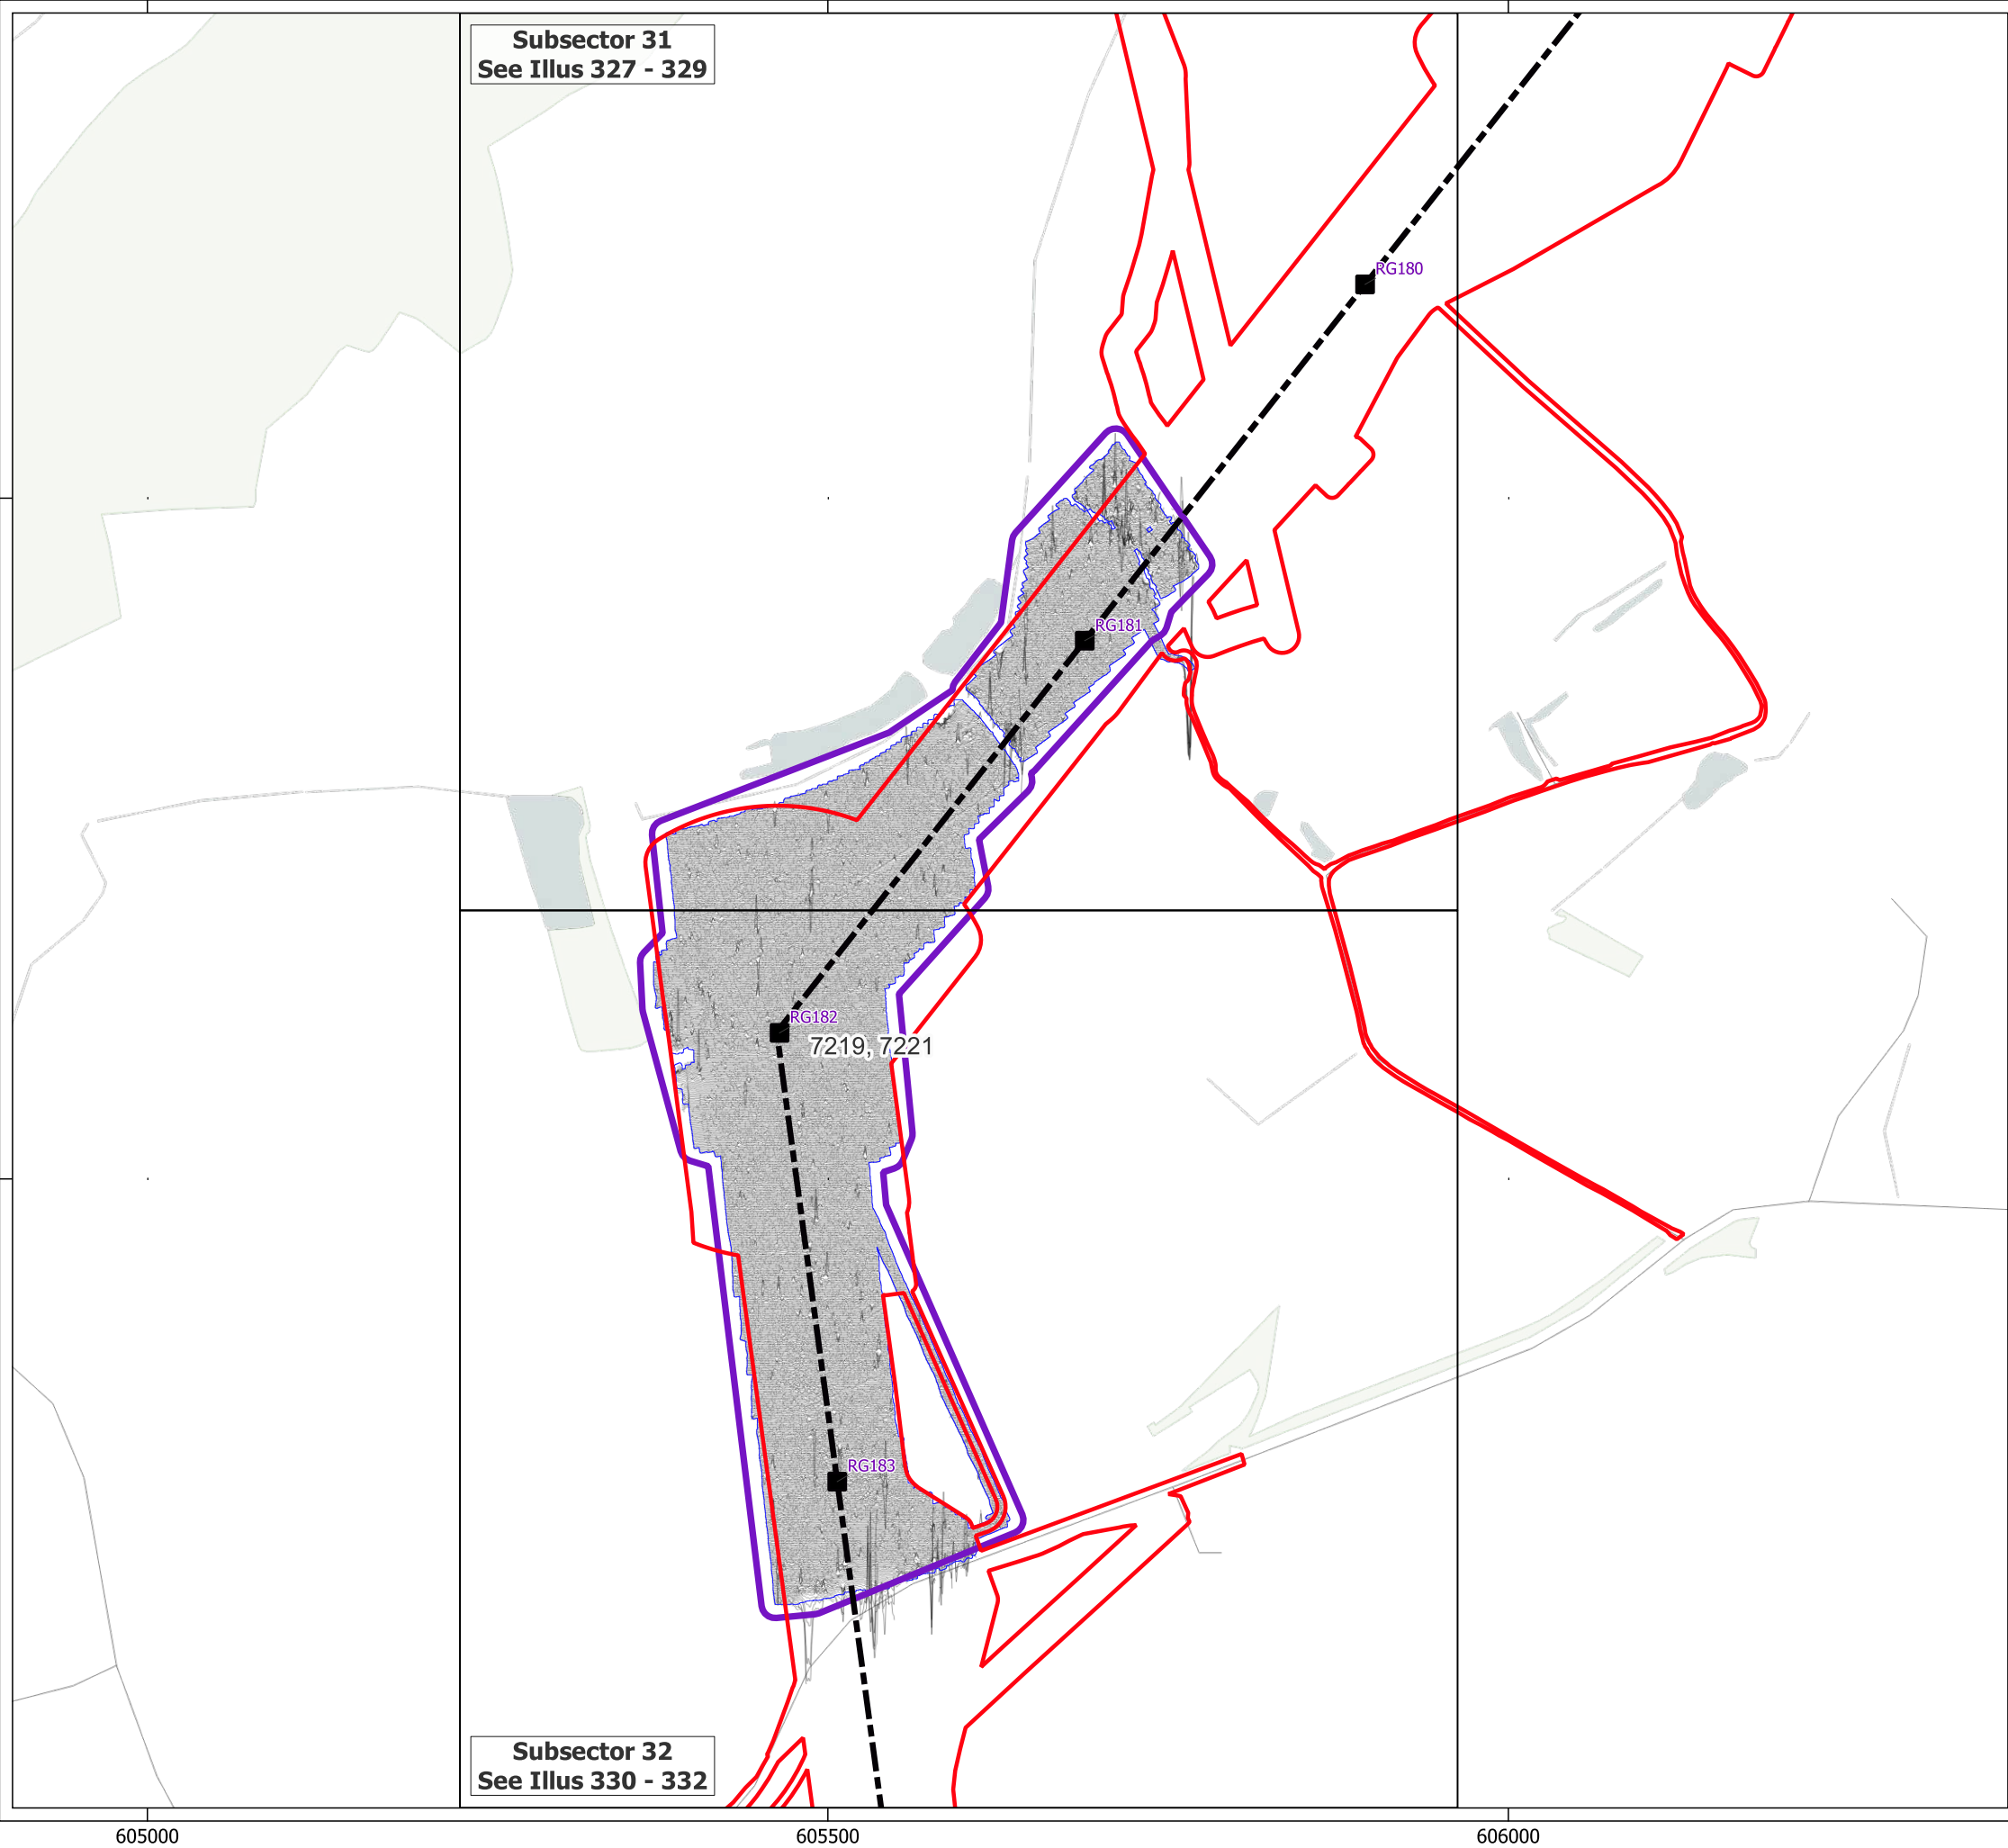 Subsector 31
See Illus 327 - 329
RG180
RG181
RG182
7219, 7221
RG183
Subsector 32
See Illus 330 - 332
605000
605500
606000